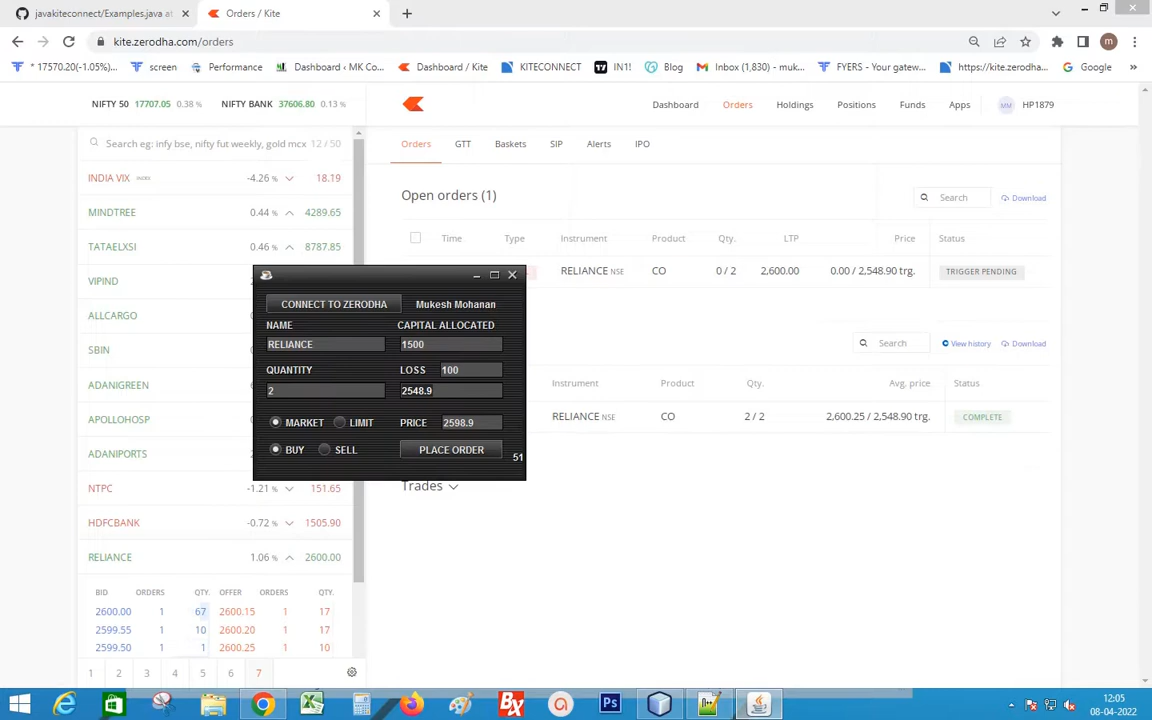 javakiteconnect/Examples.java at
Orders / Kite
kite.zerodha.com/orders
m
* 17570.20(-1.05%)...
screen
Performance
Dashboard ‹ MK Co...
Dashboard / Kite
KITECONNECT
IN1!
Blog
Inbox (1,830) - muk...
FYERS - Your gatew...
https://kite.zerodha...
Google
»
NIFTY 50 17707.05 0.38 %
NIFTY BANK 37606.80 0.13 %
Dashboard
Orders
Holdings
Positions
Funds
Apps
MM HP1879
Search eg: infy bse, nifty fut weekly, gold mcx 12 / 50
Orders
GTT
Baskets
SIP
Alerts
IPO
INDIA VIX INDEX -4.26 % 18.19
MINDTREE 0.44 % 4289.65
TATAELXSI 0.46 % 8787.85
VIPIND
ALLCARGO
SBIN
ADANIGREEN
APOLLOHOSP
ADANIPORTS
NTPC -1.21 % 151.65
HDFCBANK -0.72 % 1505.90
RELIANCE 1.06 % 2600.00
BID ORDERS QTY. OFFER ORDERS QTY.
2600.00 1 67 2600.15 1 17
2599.55 1 10 2600.20 1 17
2599.50 1 1 2600.25 1 10
1 2 3 4 5 6 7
Open orders (1)
Search
Download
Time Type Instrument Product Qty. LTP Price Status
RELIANCE NSE CO 0 / 2 2,600.00 0.00 / 2,548.90 trg. TRIGGER PENDING
Search
View history
Download
Instrument Product Qty. Avg. price Status
RELIANCE NSE CO 2 / 2 2,600.25 / 2,548.90 trg. COMPLETE
Trades
CONNECT TO ZERODHA
Mukesh Mohanan
NAME
CAPITAL ALLOCATED
RELIANCE
1500
QUANTITY
LOSS 100
2
2548.9
MARKET
LIMIT
PRICE 2598.9
BUY
SELL
PLACE ORDER
51
Ps
12:05
08-04-2022